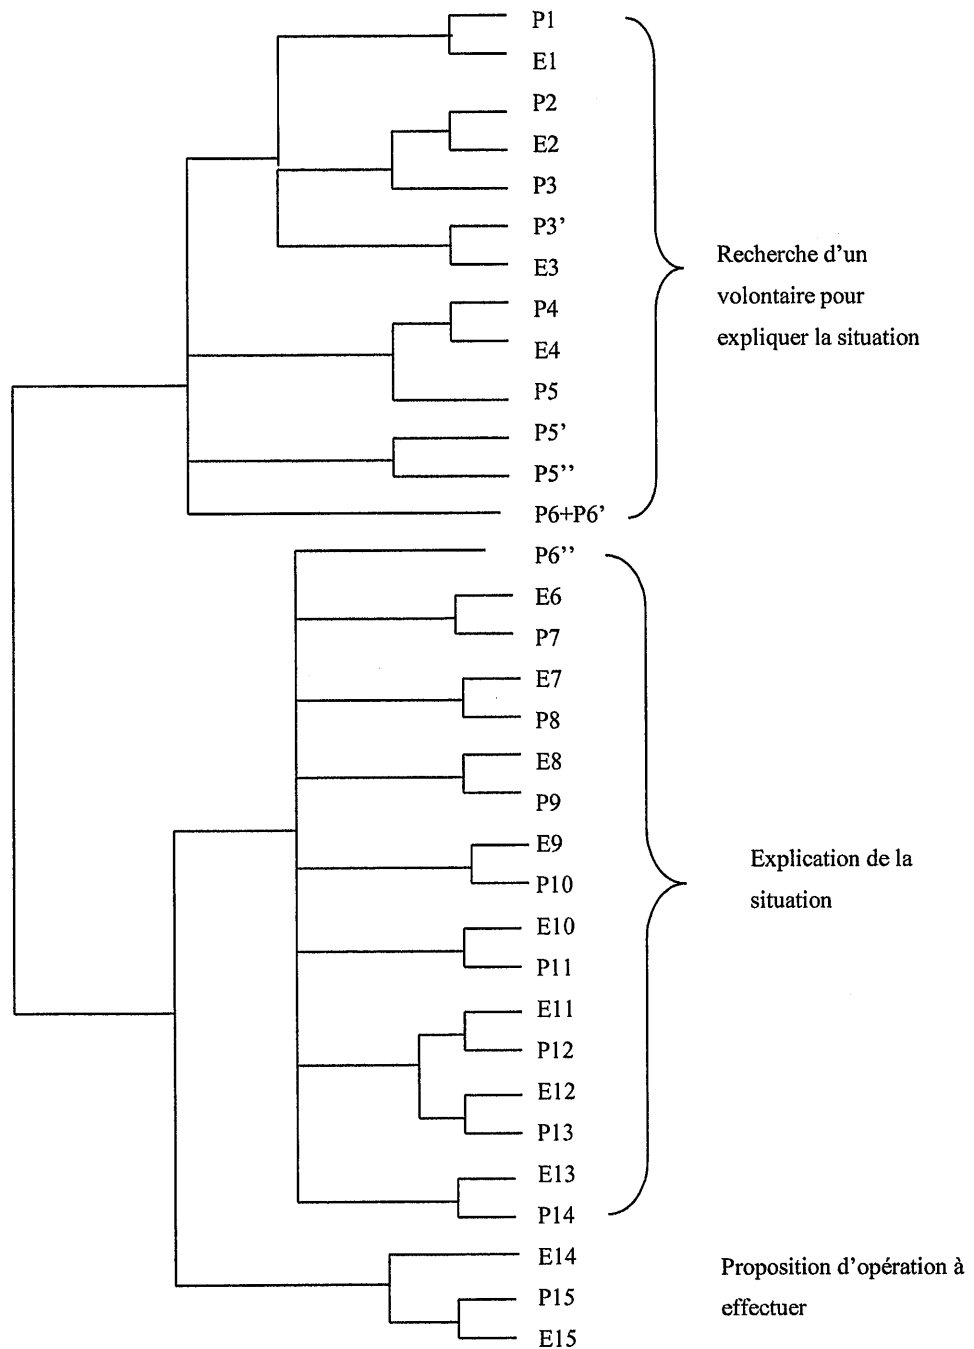 P1
E1
P2
E2
P3
P3’
E3
P4
E4
P5
P5’
P5’’
P6+P6’
Recherche d’un
volontaire pour
expliquer la situation
P6’’
E6
P7
E7
P8
E8
P9
E9
P10
E10
P11
E11
P12
E12
P13
E13
P14
Explication de la
situation
E14
P15
E15
Proposition d’opération à
effectuer